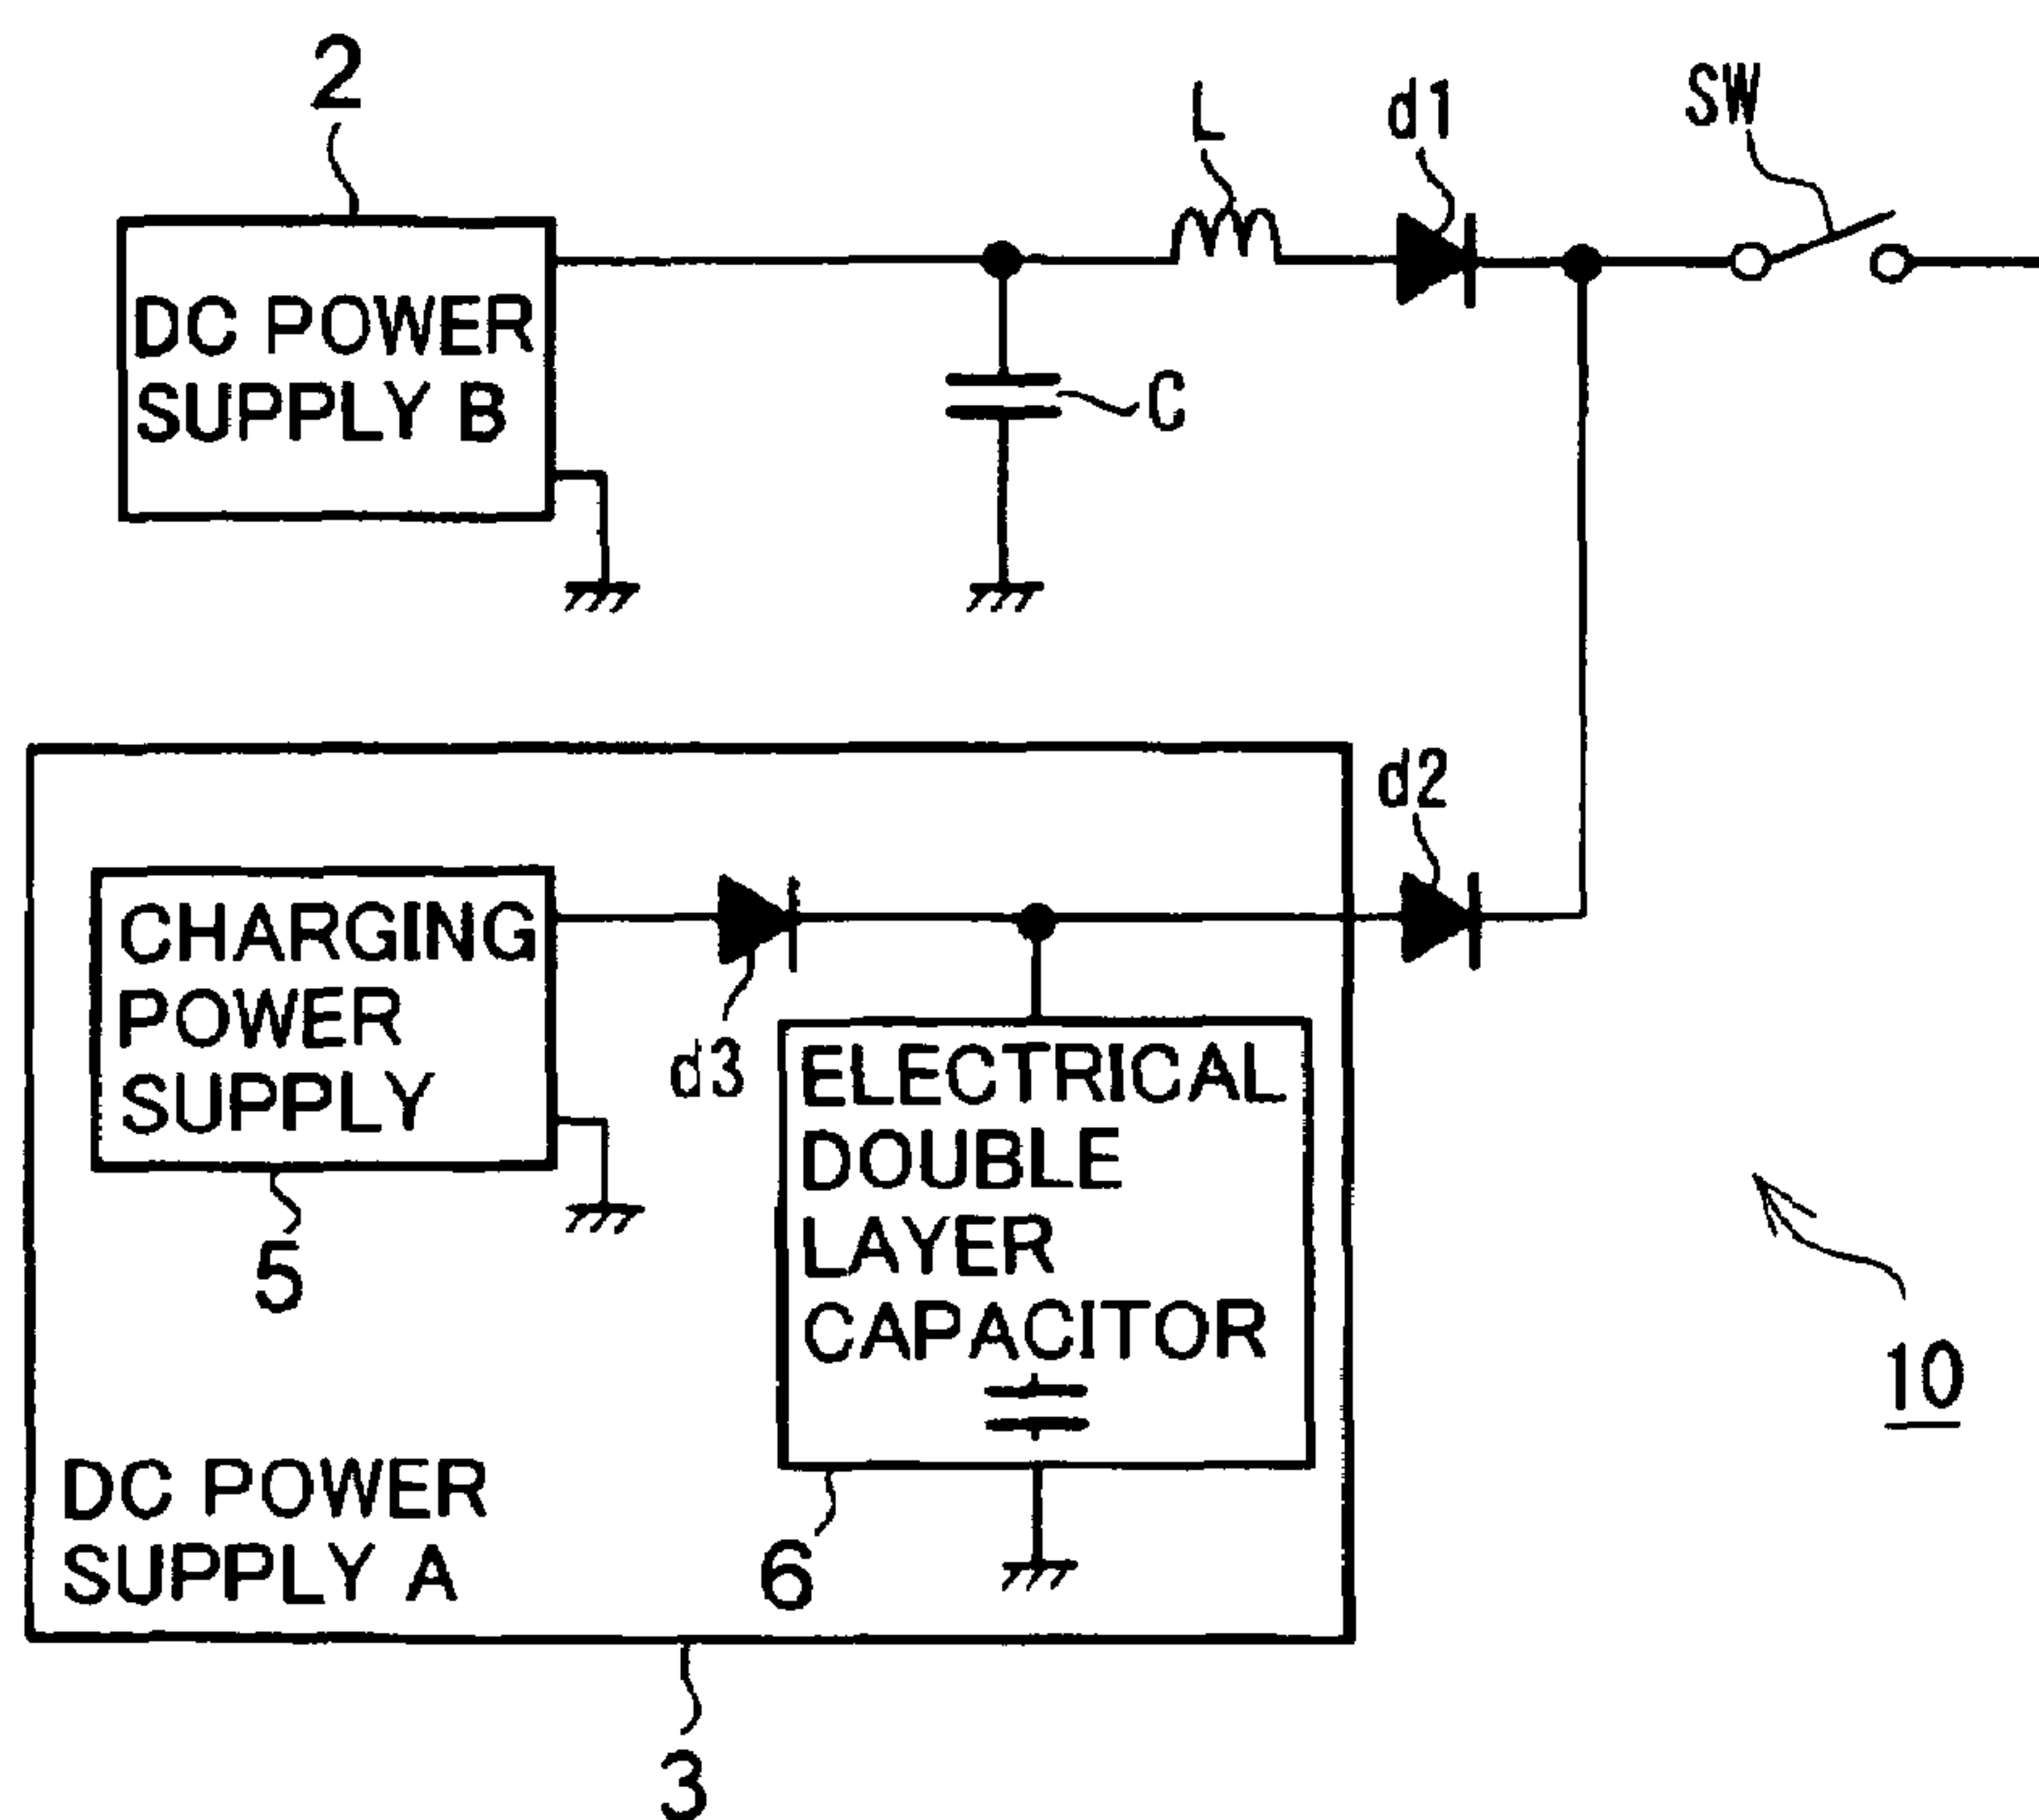 2
L
d1
SW
DC POWER
SUPPLY B
C
d2
CHARGING
POWER
SUPPLY
d3
ELECTRICAL
DOUBLE
LAYER
CAPACITOR
5
10
DC POWER
SUPPLY A
6
3